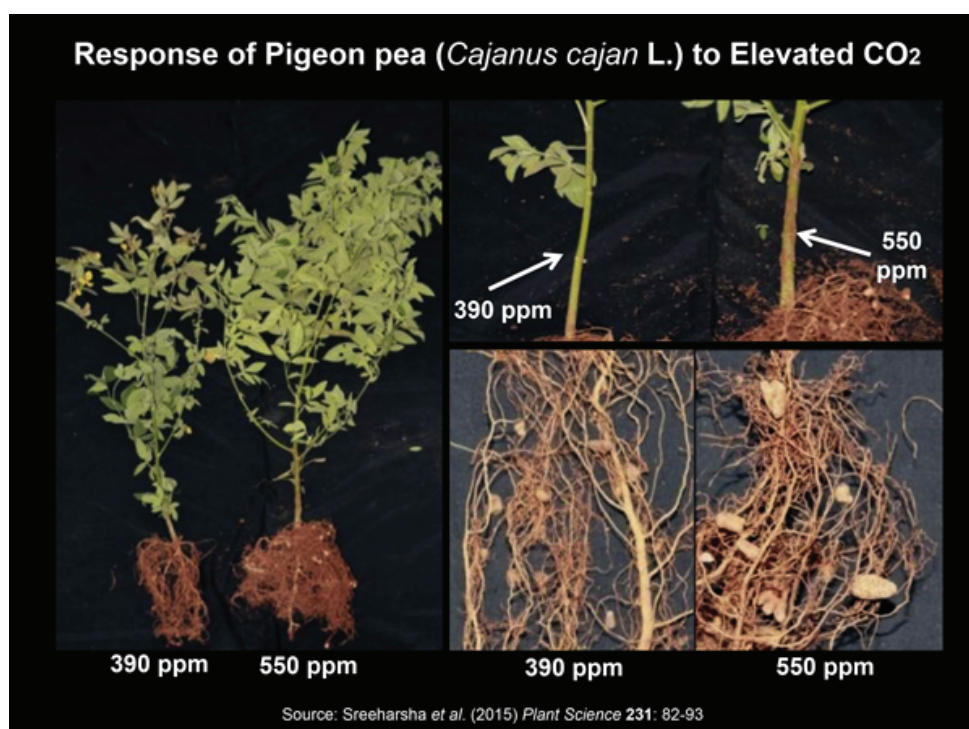 Response of Pigeon pea (Cajanus cajan L.) to Elevated CO2
390 ppm
550
ppm
390 ppm
550 ppm
390 ppm
550 ppm
Source: Sreeharsha et al. (2015) Plant Science 231: 82-93